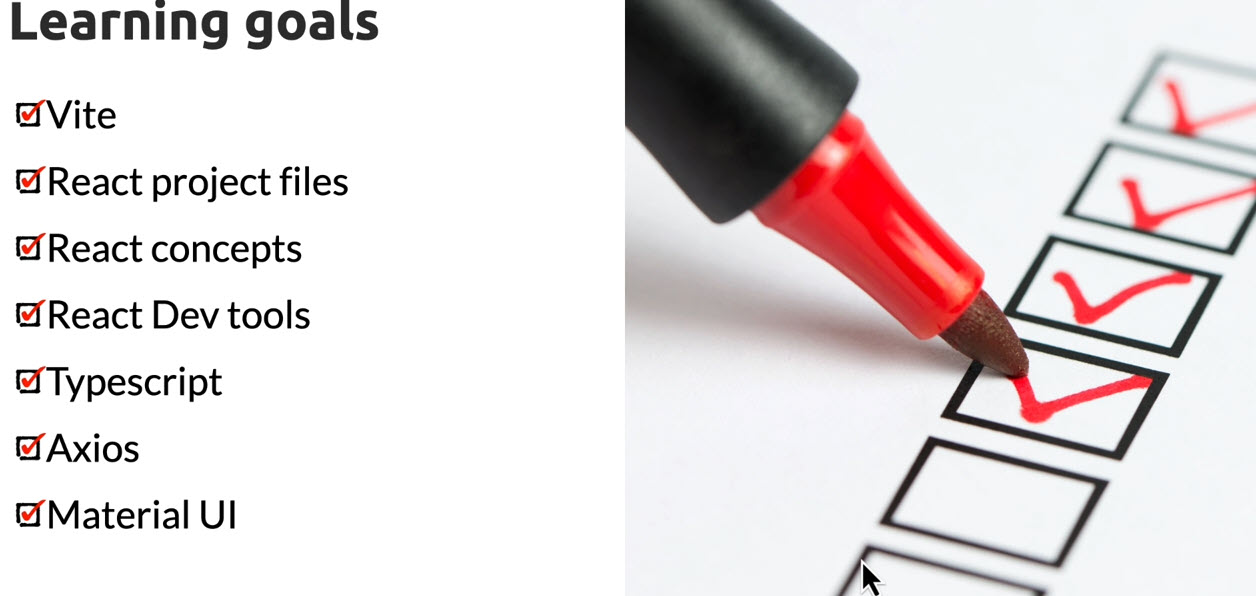 Learning goals
Vite
React project files
React concepts
React Dev tools
Typescript
Axios
Material UI